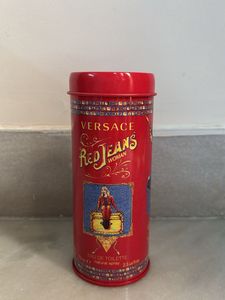 VERSACE
RED JEANS
WOMAN
EAU DE TOILETTE